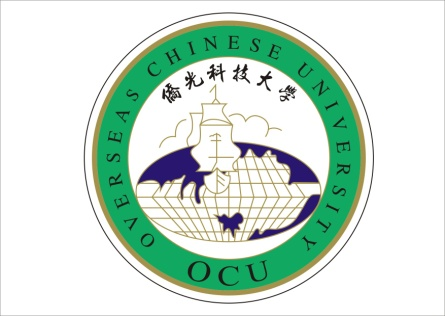 OVERSEAS CHINESE UNIVERSITY
僑光科技大學
OCU